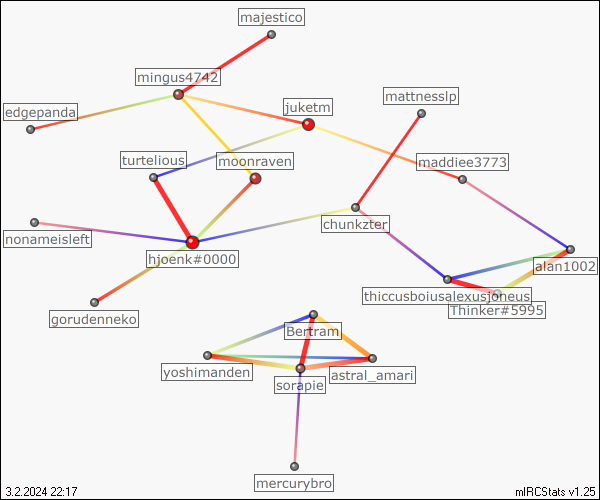 majestico
mingus4742
mattnesslp
juketm
edgepanda
turtelious
moonraven
maddiee3773
chunkzter
nonameisleft
hjoenk#0000
alan1002
thiccusboiusalexusjoneus
Thinker#5995
gorudenneko
Bertram
yoshimanden
astral_amari
sorapie
mercurybro
3.2.2024 22:17
mIRCStats v1.25